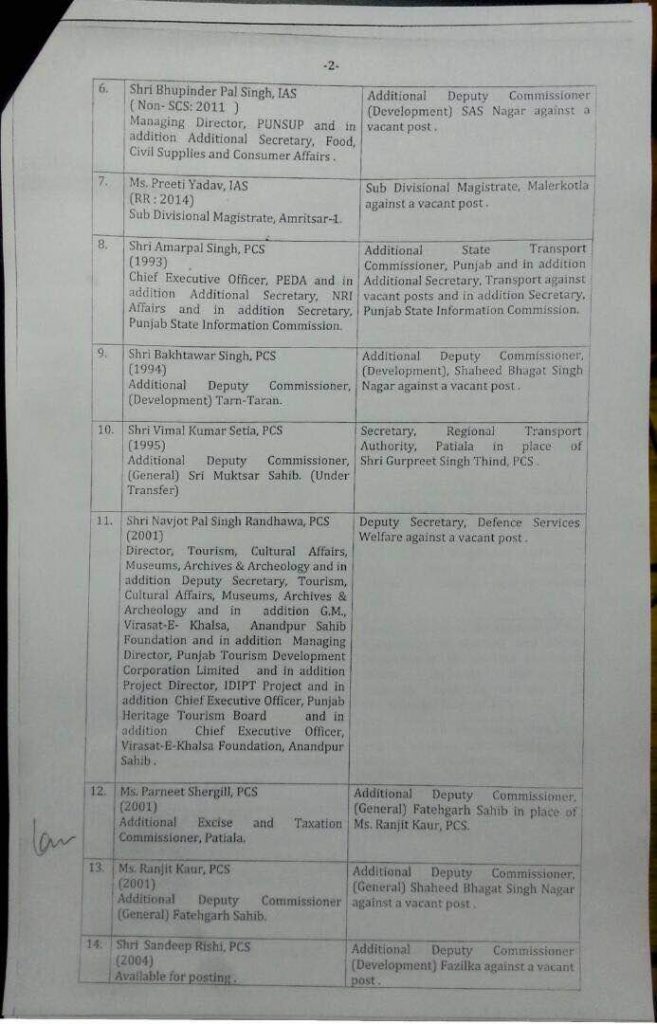 -2-
6.
Shri Bhupinder Pal Singh, IAS
( Non- SCS: 2011 )
Managing Director, PUNSUP and in
addition Additional Secretary, Food,
Civil Supplies and Consumer Affairs .
Additional Deputy Commissioner
(Development) SAS Nagar against a
vacant post .
7.
Ms. Preeti Yadav, IAS
(RR : 2014)
Sub Divisional Magistrate, Amritsar-1.
Sub Divisional Magistrate, Malerkotla
against a vacant post .
8.
Shri Amarpal Singh, PCS
(1993)
Chief Executive Officer, PEDA and in
addition Additional Secretary, NRI
Affairs and in addition Secretary,
Punjab State Information Commission.
Additional State Transport
Commissioner, Punjab and in addition
Additional Secretary, Transport against
vacant posts and in addition Secretary,
Punjab State Information Commission.
9.
Shri Bakhtawar Singh, PCS
(1994)
Additional Deputy Commissioner,
(Development) Tarn-Taran.
Additional Deputy Commissioner,
(Development), Shaheed Bhagat Singh
Nagar against a vacant post .
10.
Shri Vimal Kumar Setia, PCS
(1995)
Additional Deputy Commissioner,
(General) Sri Muktsar Sahib. (Under
Transfer)
Secretary, Regional Transport
Authority, Patiala in place of
Shri Gurpreet Singh Thind, PCS .
11.
Shri Navjot Pal Singh Randhawa, PCS
(2001)
Director, Tourism, Cultural Affairs,
Museums, Archives & Archeology and in
addition Deputy Secretary, Tourism,
Cultural Affairs, Museums, Archives &
Archeology and in addition G.M.,
Virasat-E- Khalsa, Anandpur Sahib
Foundation and in addition Managing
Director, Punjab Tourism Development
Corporation Limited and in addition
Project Director, IDIPT Project and in
addition Chief Executive Officer, Punjab
Heritage Tourism Board and in
addition Chief Executive Officer,
Virasat-E-Khalsa Foundation, Anandpur
Sahib .
Deputy Secretary, Defence Services
Welfare against a vacant post .
12.
Ms. Parneet Shergill, PCS
(2001)
Additional Excise and Taxation
Commissioner, Patiala.
Additional Deputy Commissioner,
(General) Fatehgarh Sahib in place of
Ms. Ranjit Kaur, PCS.
13.
Ms. Ranjit Kaur, PCS
(2001)
Additional Deputy Commissioner
(General) Fatehgarh Sahib.
Additional Deputy Commissioner,
(General) Shaheed Bhagat Singh Nagar
against a vacant post .
14.
Shri Sandeep Rishi, PCS
(2004)
Available for posting .
Additional Deputy Commissioner
(Development) Fazilka against a vacant
post .